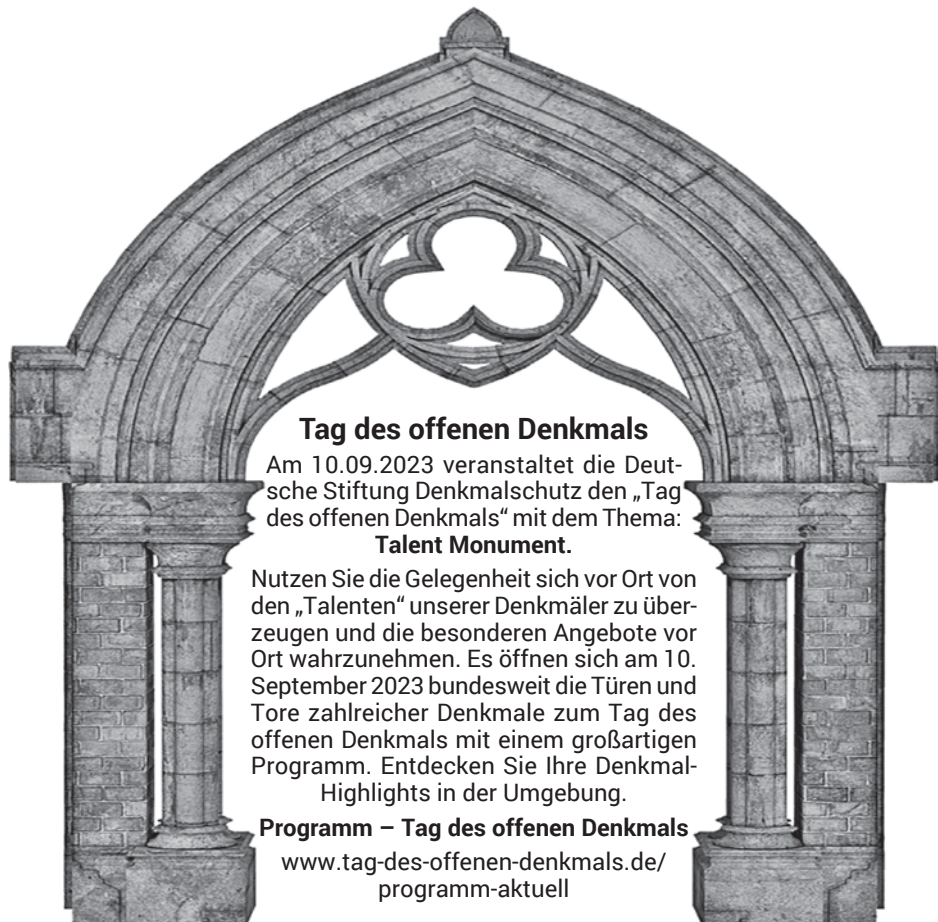 Tag des offenen Denkmals
Am 10.09.2023 veranstaltet die Deut-
sche Stiftung Denkmalschutz den „Tag
des offenen Denkmals“ mit dem Thema:
Talent Monument.
Nutzen Sie die Gelegenheit sich vor Ort von
den „Talenten“ unserer Denkmäler zu über-
zeugen und die besonderen Angebote vor
Ort wahrzunehmen. Es öffnen sich am 10.
September 2023 bundesweit die Türen und
Tore zahlreicher Denkmale zum Tag des
offenen Denkmals mit einem großartigen
Programm. Entdecken Sie Ihre Denkmal-
Highlights in der Umgebung.
Programm – Tag des offenen Denkmals
www.tag-des-offenen-denkmals.de/
programm-aktuell